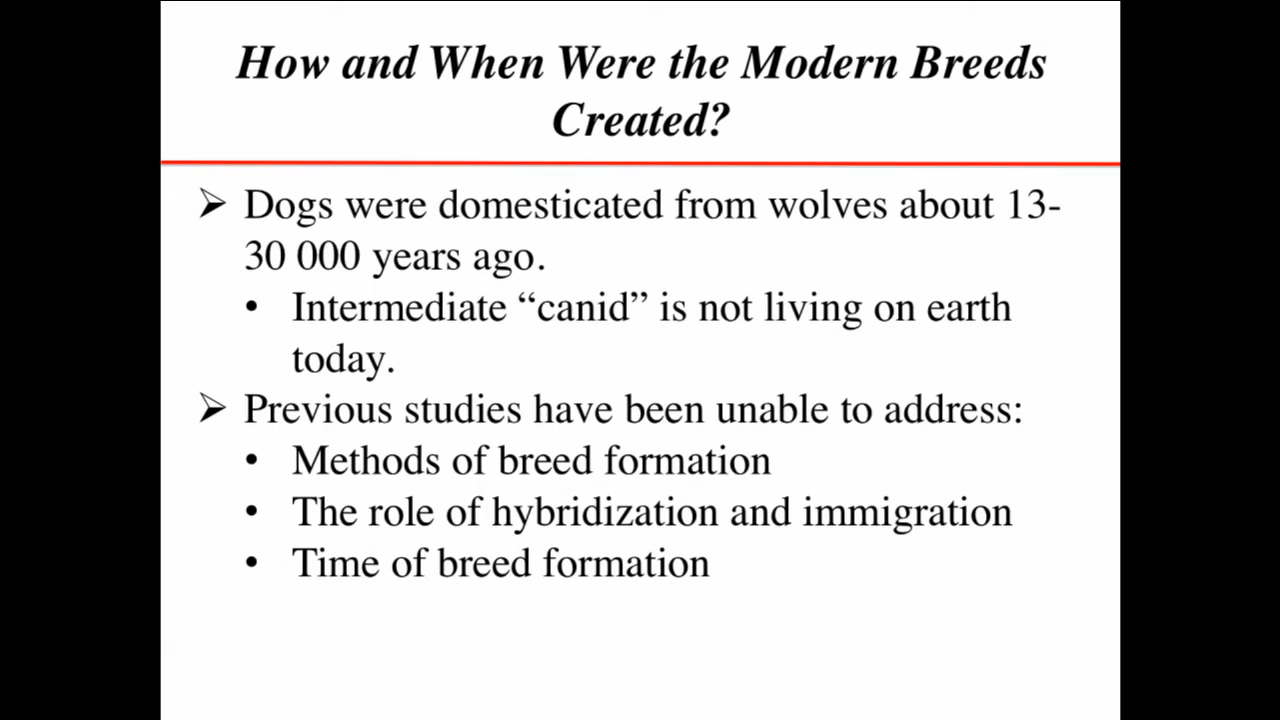 How and When Were the Modern Breeds
Created?
➢ Dogs were domesticated from wolves about 13-
30 000 years ago.
• Intermediate “canid” is not living on earth
today.
➢ Previous studies have been unable to address:
• Methods of breed formation
• The role of hybridization and immigration
• Time of breed formation